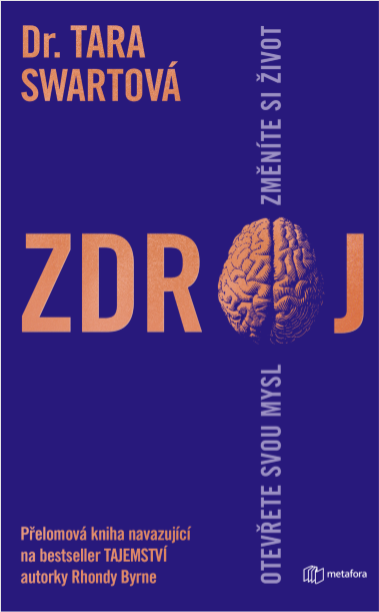 Dr. TARA
SWARTOVÁ
ZDR J
OTEVŘETE SVOU MYSL ZMĚNÍTE SI ŽIVOT
Přelomová kniha navazující
na bestseller TAJEMSTVÍ
autorky Rhondy Byrne
metafora